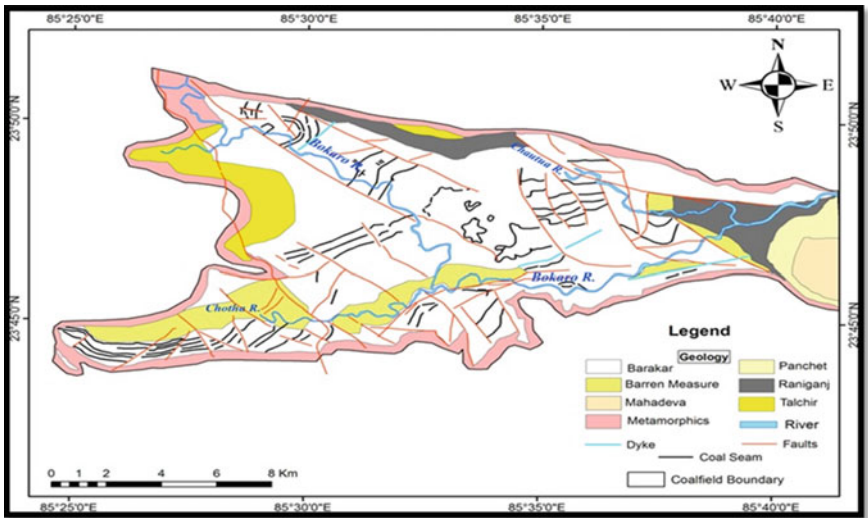 85°25'0"E 85°30'0"E 85°35'0"E 85°40'0"E
N
W E
S
23°50'0"N 23°50'0"N
Bokaro R.
Chautua R.
Bokaro R.
Chotha R.
23°45'0"N 23°45'0"N
Legend
Geology
Barakar Panchet
Barren Measure Raniganj
Mahadeva Talchir
Metamorphics River
Dyke Faults
Coal Seam
Coalfield Boundary
0 1 2 4 6 8 Km
85°25'0"E 85°30'0"E 85°35'0"E 85°40'0"E